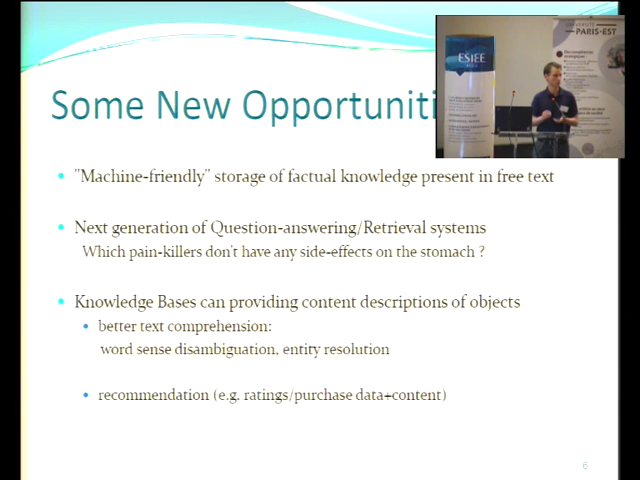 Some New Opportuniti
"Machine-friendly" storage of factual knowledge present in free text
Next generation of Question-answering/Retrieval systems
Which pain-killers don't have any side-effects on the stomach ?
Knowledge Bases can providing content descriptions of objects
better text comprehension:
word sense disambiguation, entity resolution
recommendation (e.g. ratings/purchase data+content)
6
ESIEE
UNIVERSITÉ
PARIS-EST